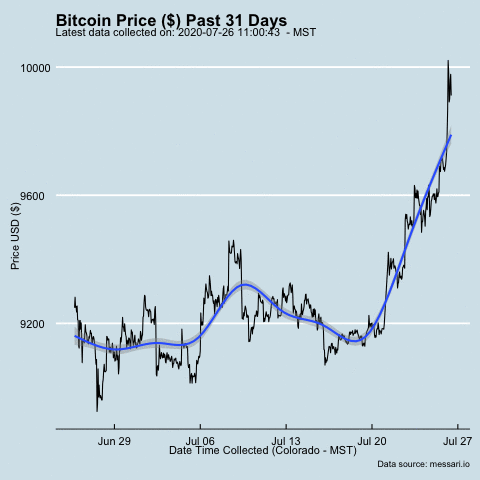 Bitcoin Price ($) Past 31 Days
Latest data collected on: 2020-07-26 11:00:43  - MST
10000
9600
9200
Price USD ($)
Jun 29
Jul 06
Jul 13
Jul 20
Jul 27
Date Time Collected (Colorado - MST)
Data source: messari.io